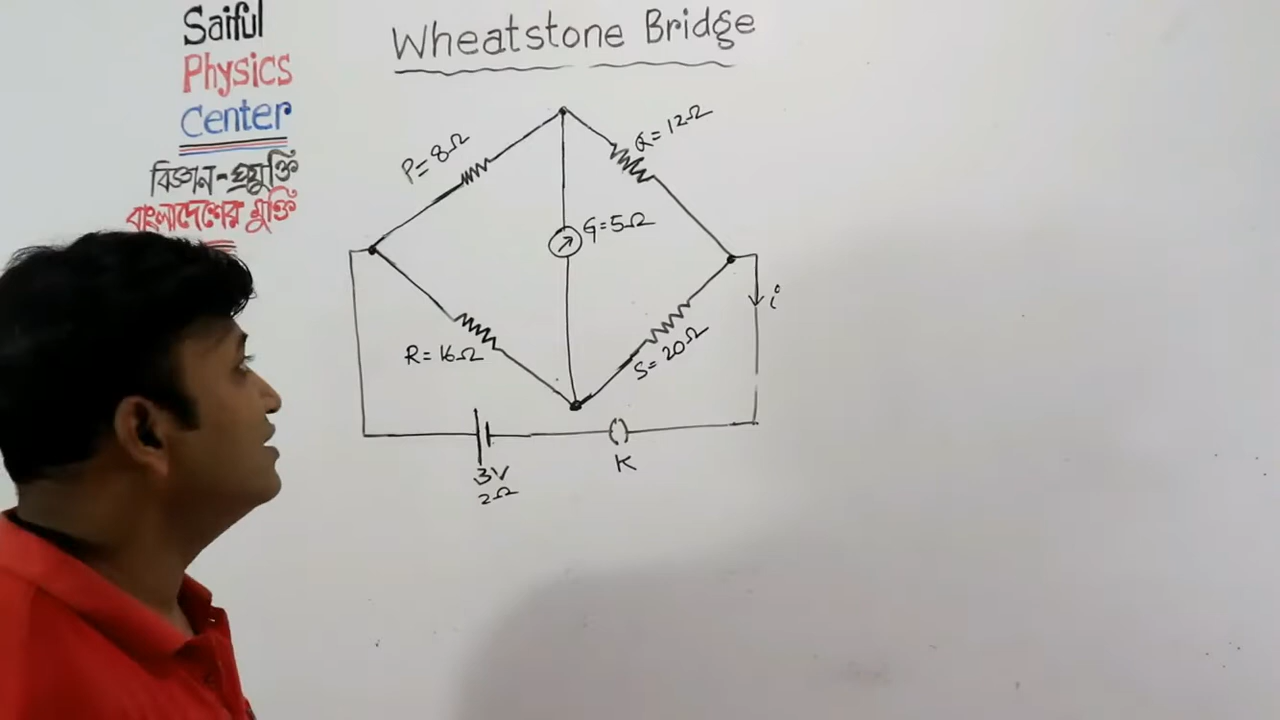 Saiful
Physics
Center
বিজ্ঞান-প্রযুক্তি
বাংলাদেশের মুক্তি
Wheatstone Bridge
P=8Ω
Q=12Ω
G=5Ω
i
R=16Ω
S=20Ω
3V
2Ω
K